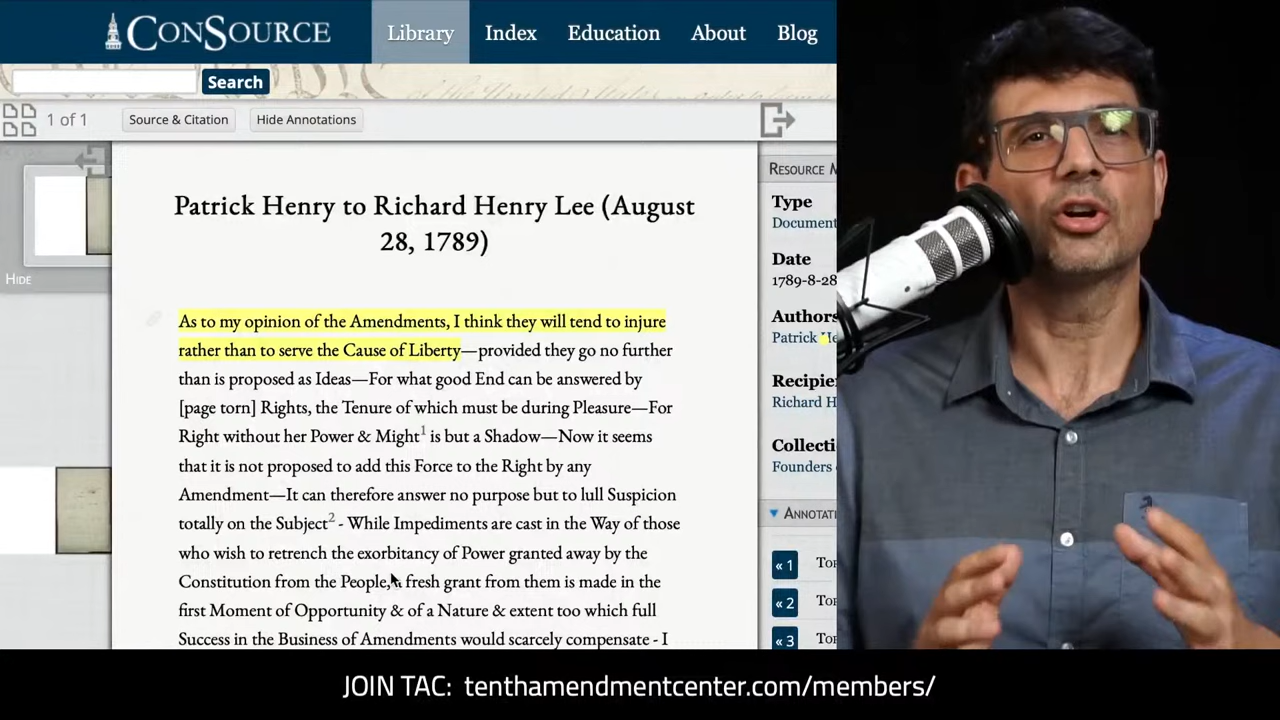 CONSOURCE
Library
Index
Education
About
Blog
Search
1 of 1
Source & Citation
Hide Annotations
HIDE
Patrick Henry to Richard Henry Lee (August
28, 1789)
As to my opinion of the Amendments, I think they will tend to injure
rather than to serve the Cause of Liberty—provided they go no further
than is proposed as Ideas—For what good End can be answered by
[page torn] Rights, the Tenure of which must be during Pleasure—For
Right without her Power & Might1 is but a Shadow—Now it seems
that it is not proposed to add this Force to the Right by any
Amendment—It can therefore answer no purpose but to lull Suspicion
totally on the Subject2 - While Impediments are cast in the Way of those
who wish to retrench the exorbitancy of Power granted away by the
Constitution from the People, a fresh grant from them is made in the
first Moment of Opportunity & of a Nature & extent too which full
Success in the Business of Amendments would scarcely compensate - I
RESOURCE M
Type
Document
Date
1789-8-28
Authors
Patrick He
Recipie
Richard H
Collecti
Founders
ANNOTATI
« 1
« 2
« 3
JOIN TAC: tenthamendmentcenter.com/members/